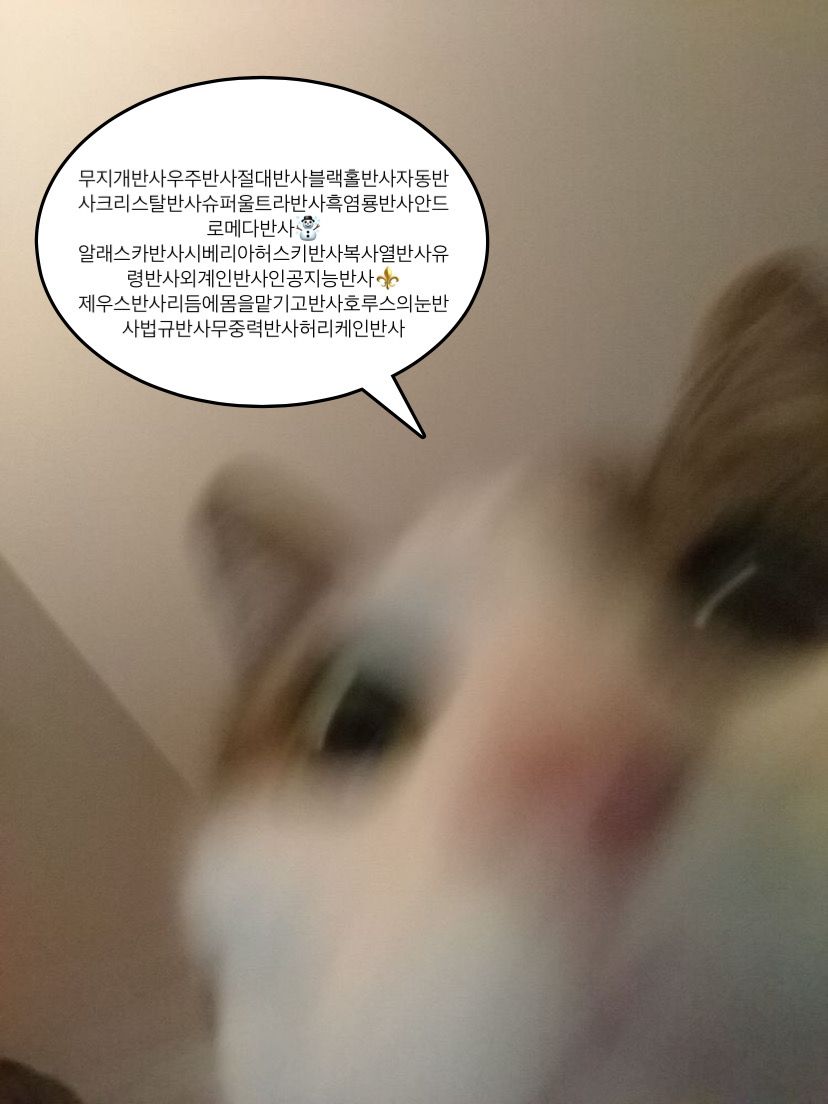 무지개반사우주반사절대반사블랙홀반사자동반
사크리스탈반사슈퍼울트라반사흑염룡반사안드
로메다반사☃️
알래스카반사시베리아허스키반사복사열반사유
령반사외계인반사인공지능반사⚜️
제우스반사리듬에몸을맡기고반사호루스의눈반
사법규반사무중력반사허리케인반사